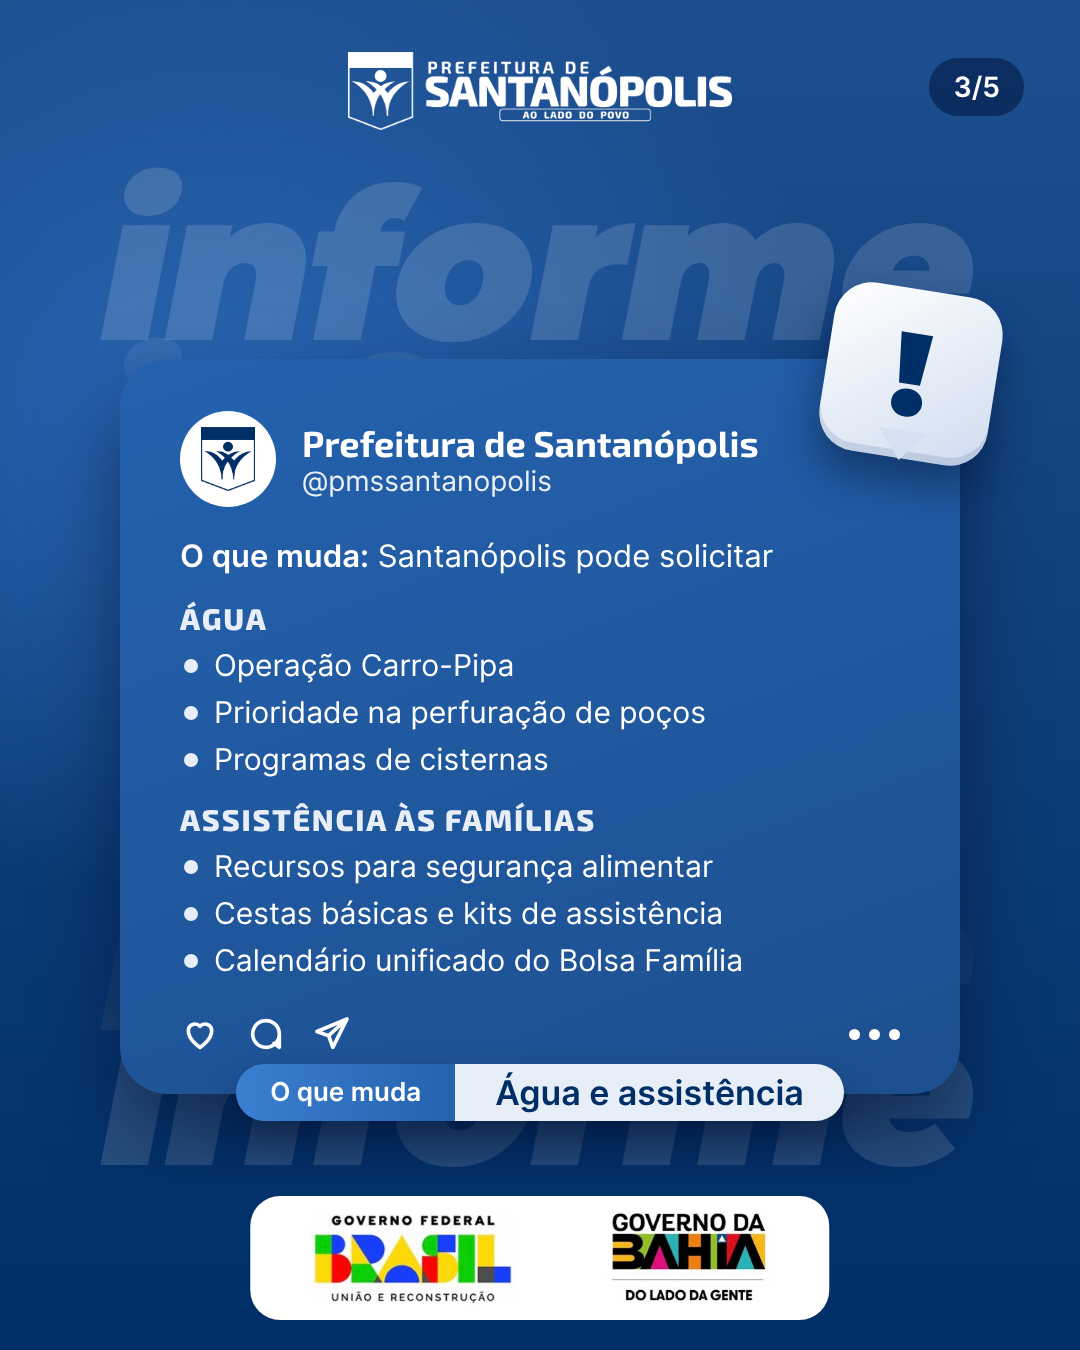 PREFEITURA DE
SANTANÓPOLIS
AO LADO DO POVO
3/5
informe
!
Prefeitura de Santanópolis
@pmssantanopolis
O que muda: Santanópolis pode solicitar
ÁGUA
Operação Carro-Pipa
Prioridade na perfuração de poços
Programas de cisternas
ASSISTÊNCIA ÀS FAMÍLIAS
Recursos para segurança alimentar
Cestas básicas e kits de assistência
Calendário unificado do Bolsa Família
O que muda
Água e assistência
informe
GOVERNO FEDERAL
BRASIL
UNIÃO E RECONSTRUÇÃO
GOVERNO DA
BAHIA
DO LADO DA GENTE